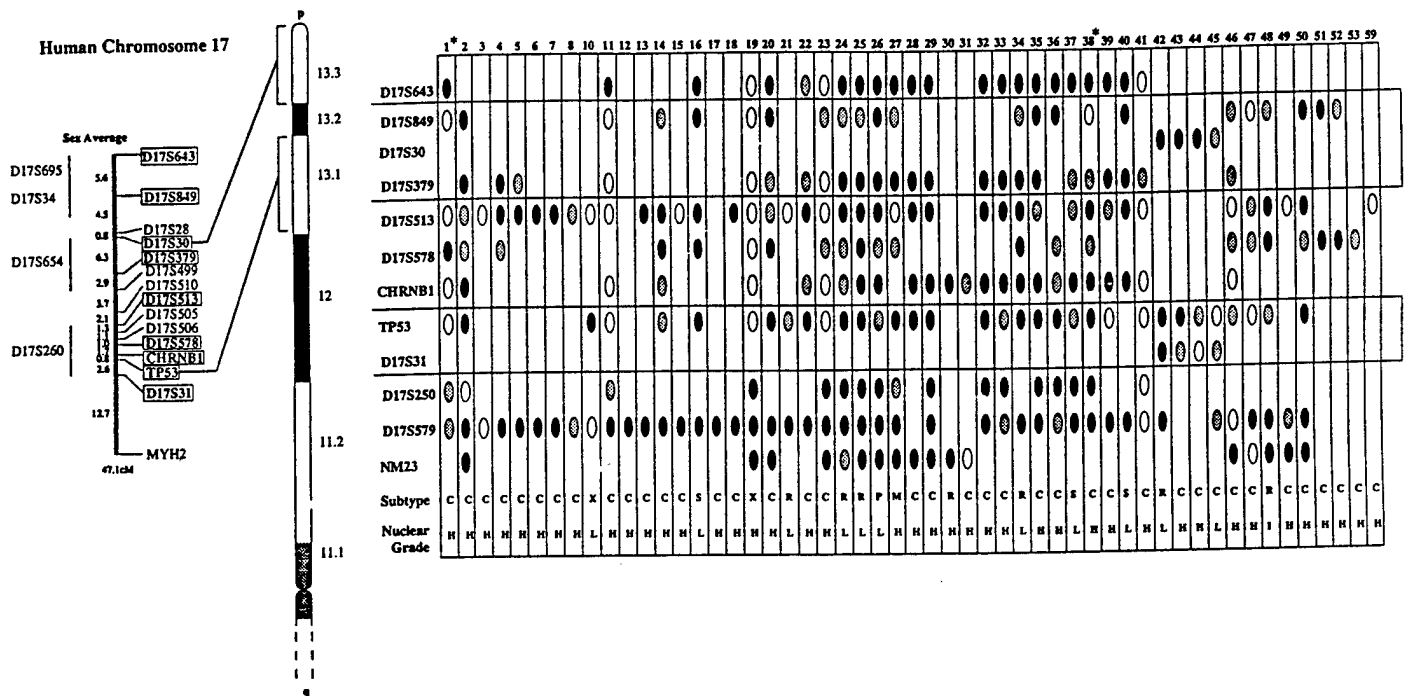 Human Chromosome 17
Sex Average
D17S695
D17S34
D17S654
D17S260
5.6
4.5
0.8
6.3
2.9
3.7
2.1
1.3
1.1
0.8
2.6
12.7
47.1cM
D17S643
D17S849
D17S28
D17S30
D17S379
D17S499
D17S510
D17S513
D17S505
D17S506
D17S578
CHRNB1
TP53
D17S31
MYH2
p
13.3
13.2
13.1
12
11.2
11.1
q
1* 2 3 4 5 6 7 8 10 11 12 13 14 15 16 17 18 19 20 21 22 23 24 25 26 27 28 29 30 31 32 33 34 35 36 37 38* 39 40 41 42 43 44 45 46 47 48 49 50 51 52 53 59
D17S643
D17S849
D17S30
D17S379
D17S513
D17S578
CHRNB1
TP53
D17S31
D17S250
D17S579
NM23
Subtype C C C C C C C C X C C C C C S C C X C R C C R R P M C C R C C C R C C S C C S C R C C C C C R C C C C C C
Nuclear Grade H H H H H H H H L H H H H H L H H H H L H H L L L H H H H H H H L H H L H H L H L H H L H H I H H H H H H